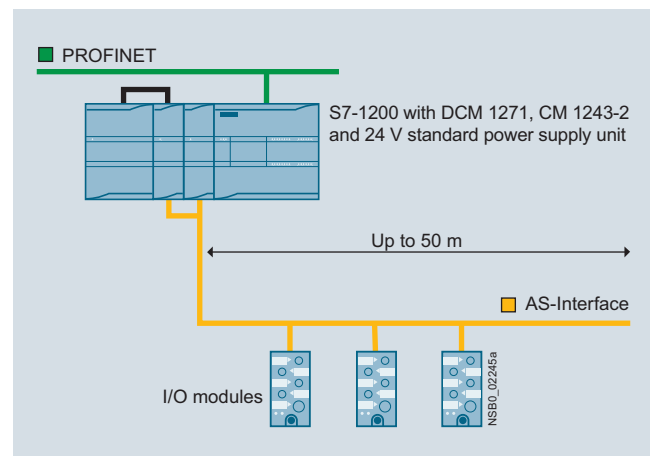 PROFINET
S7-1200 with DCM 1271, CM 1243-2
and 24 V standard power supply unit
Up to 50 m
AS-Interface
I/O modules
NSB0_02245a